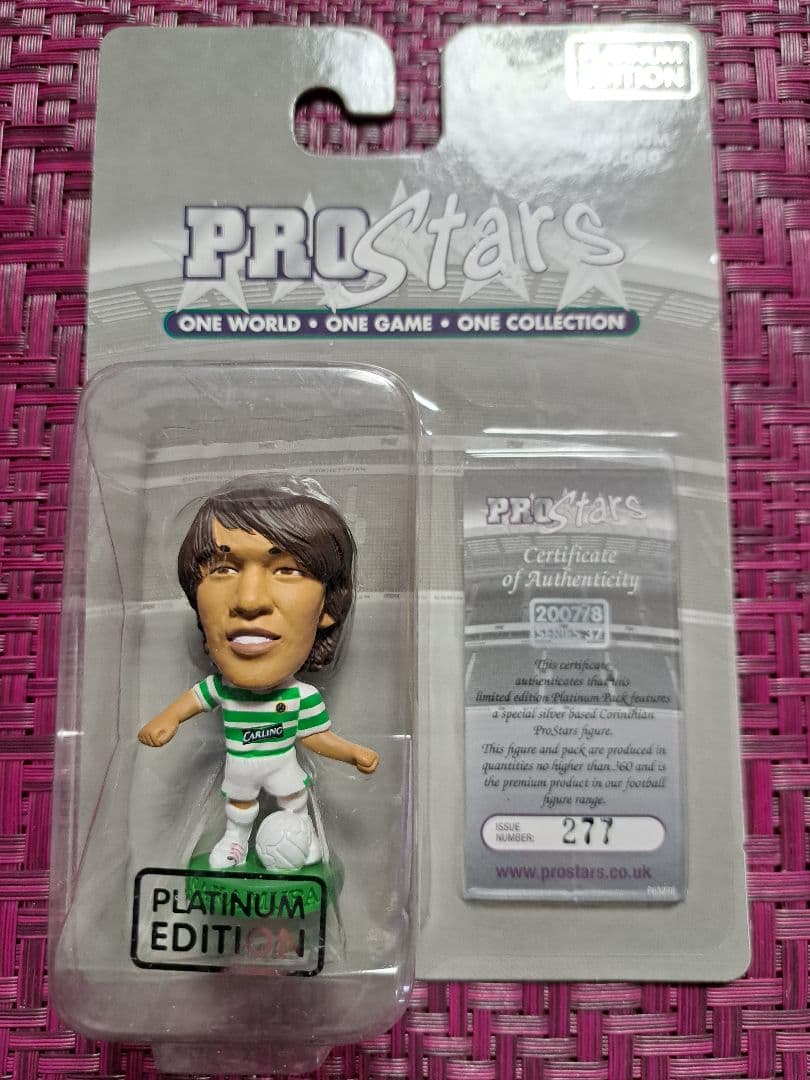 PLATINUM
EDITION
PROStars
ONE WORLD • ONE GAME • ONE COLLECTION
PROStars
Certificate
of Authenticity
2007/8
SERIES 37
This certificate
authenticates that this
limited edition Platinum Pack features
a special silver based Corinthian
ProStars figure.
This figure and pack are produced in
quantities no higher than 360 and is
the premium product in our football
figure range.
ISSUE
NUMBER: 277
www.prostars.co.uk
CARLING
PLATINUM
EDITION